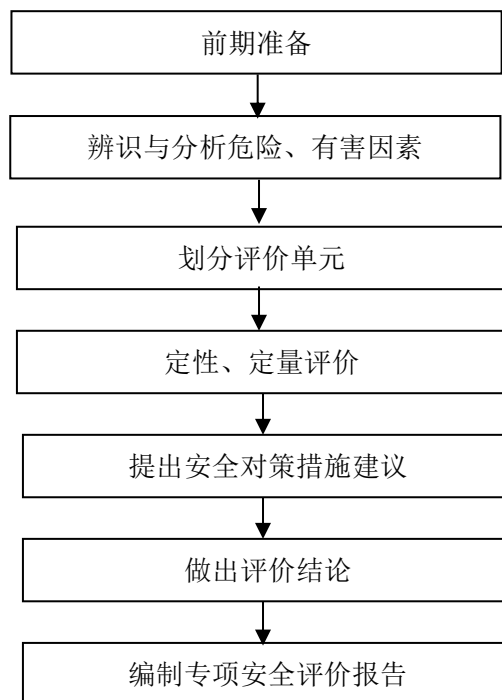 前期准备
辨识与分析危险、有害因素
划分评价单元
定性、定量评价
提出安全对策措施建议
做出评价结论
编制专项安全评价报告